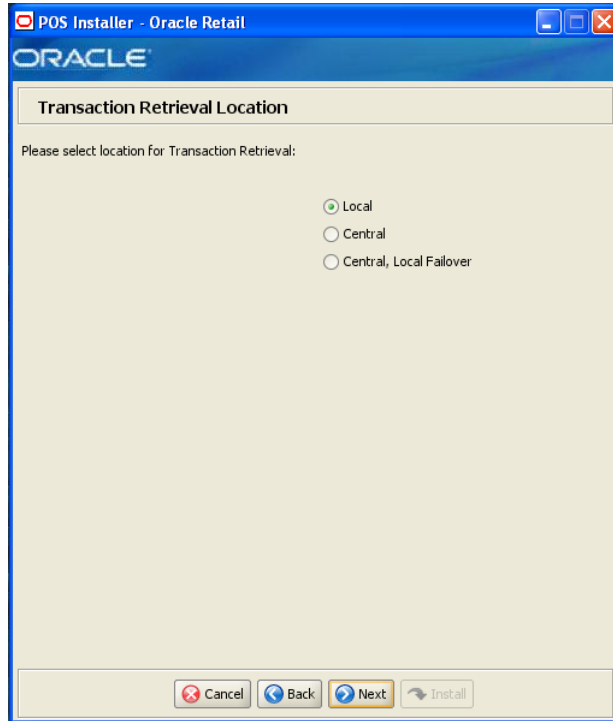 POS Installer - Oracle Retail
ORACLE
Transaction Retrieval Location
Please select location for Transaction Retrieval:
Local
Central
Central, Local Failover
Cancel
Back
Next
Install